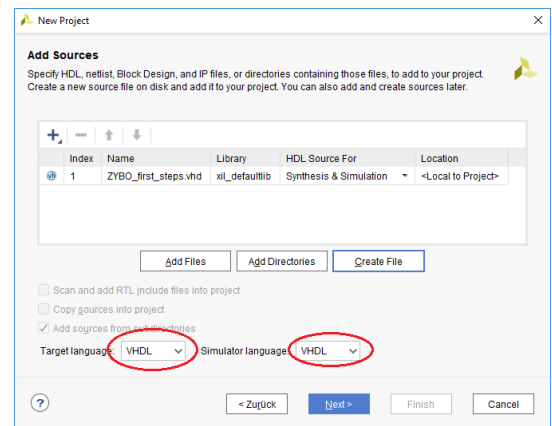 New Project
Add Sources
Specify HDL, netlist, Block Design, and IP files, or directories containing those files, to add to your project.
Create a new source file on disk and add it to your project. You can also add and create sources later.
Index Name Library HDL Source For Location
1 ZYBO_first_steps.vhd xil_defaultlib Synthesis & Simulation <Local to Project>
Add Files Add Directories Create File
Scan and add RTL include files into project
Copy sources into project
Add sources from subdirectories
Target language: VHDL Simulator language: VHDL
? < Zurück Next > Finish Cancel